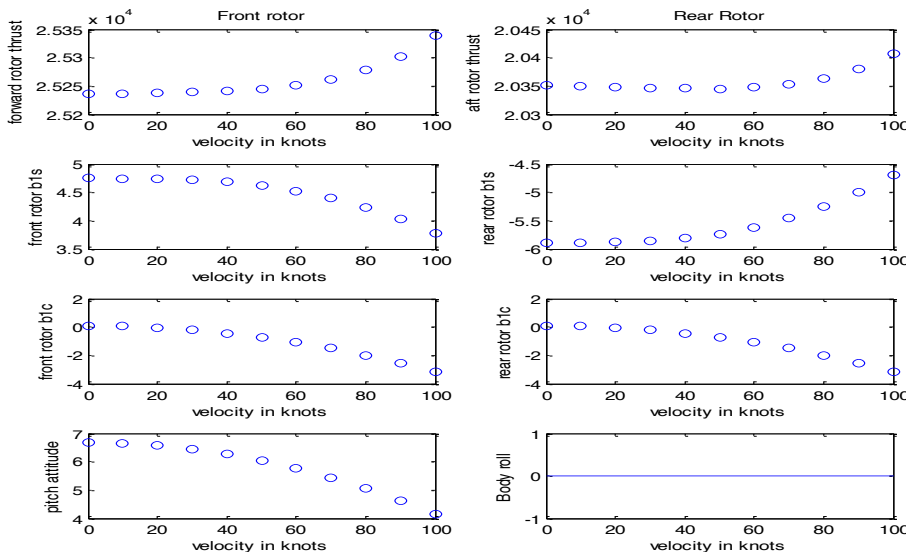 Front rotor
Rear Rotor
x 10^4
2.535
2.53
2.525
2.52
forward rotor thrust
0 20 40 60 80 100
velocity in knots
x 10^4
2.045
2.04
2.035
2.03
aft rotor thrust
0 20 40 60 80 100
velocity in knots
5
4.5
4
3.5
front rotor b1s
0 20 40 60 80 100
velocity in knots
-4.5
-5
-5.5
-6
rear rotor b1s
0 20 40 60 80 100
velocity in knots
2
0
-2
-4
front rotor b1c
0 20 40 60 80 100
velocity in knots
2
0
-2
-4
rear rotor b1c
0 20 40 60 80 100
velocity in knots
7
6
5
4
pitch attitude
0 20 40 60 80 100
velocity in knots
1
0
-1
Body roll
0 20 40 60 80 100
velocity in knots